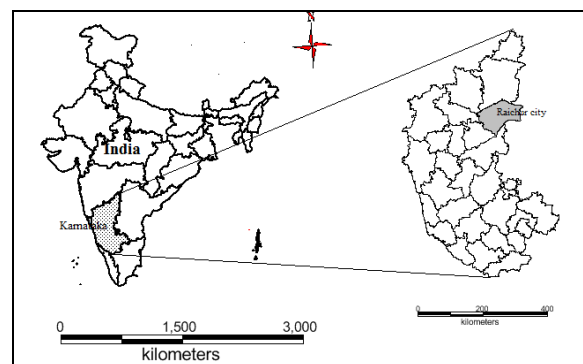 N
Raichur city
India
Karnataka
0 200 400
kilometers
0 1,500 3,000
kilometers